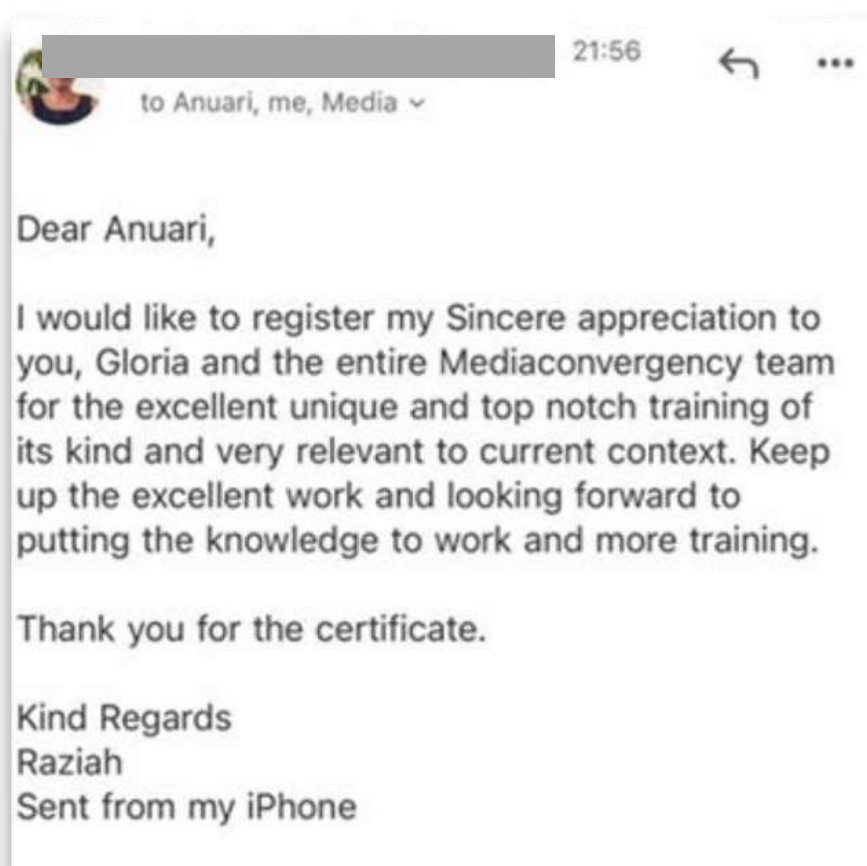 21:56
to Anuari, me, Media
Dear Anuari,
I would like to register my Sincere appreciation to
you, Gloria and the entire Mediaconvergency team
for the excellent unique and top notch training of
its kind and very relevant to current context. Keep
up the excellent work and looking forward to
putting the knowledge to work and more training.
Thank you for the certificate.
Kind Regards
Raziah
Sent from my iPhone